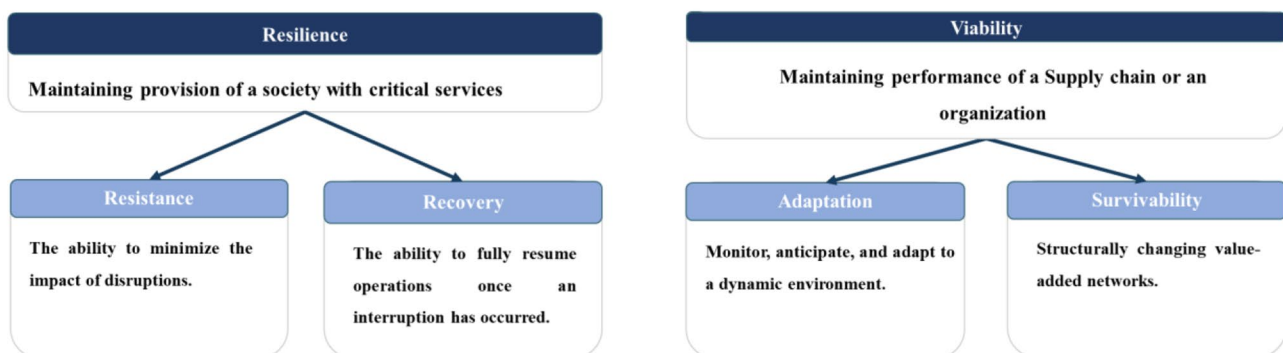 Resilience
Maintaining provision of a society with critical services
Resistance
The ability to minimize the
impact of disruptions.
Recovery
The ability to fully resume
operations once an
interruption has occurred.
Viability
Maintaining performance of a Supply chain or an
organization
Adaptation
Monitor, anticipate, and adapt to
a dynamic environment.
Survivability
Structurally changing value-
added networks.